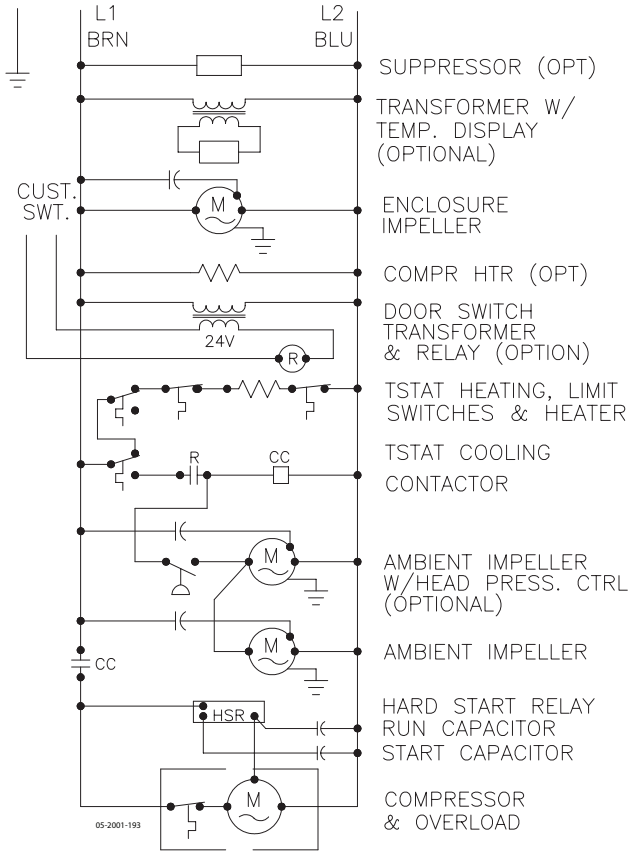 L1 L2
BRN BLU
SUPPRESSOR (OPT)
TRANSFORMER W/
TEMP. DISPLAY
(OPTIONAL)
CUST.
SWT.
M
ENCLOSURE
IMPELLER
COMPR HTR (OPT)
DOOR SWITCH
TRANSFORMER
& RELAY (OPTION)
24V
R
TSTAT HEATING, LIMIT
SWITCHES & HEATER
TSTAT COOLING
R CC
CONTACTOR
M
AMBIENT IMPELLER
W/HEAD PRESS. CTRL
(OPTIONAL)
M
AMBIENT IMPELLER
CC
HARD START RELAY
HSR
RUN CAPACITOR
START CAPACITOR
M
COMPRESSOR
& OVERLOAD
05-2001-193